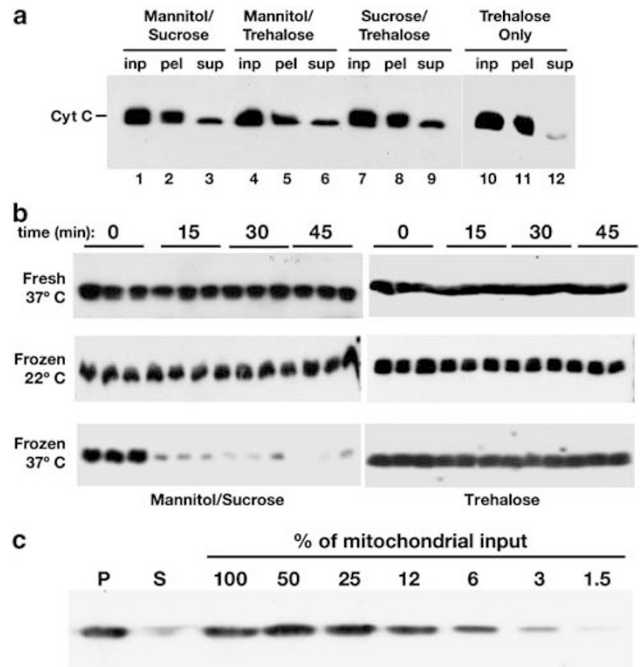 a
Mannitol/ Mannitol/ Sucrose/ Trehalose
Sucrose Trehalose Trehalose Only
inp pel sup inp pel sup inp pel sup inp pel sup
Cyt C
1 2 3 4 5 6 7 8 9 10 11 12
b
time (min): 0 15 30 45 0 15 30 45
Fresh
37° C
Frozen
22° C
Frozen
37° C
Mannitol/Sucrose Trehalose
c
% of mitochondrial input
P S 100 50 25 12 6 3 1.5